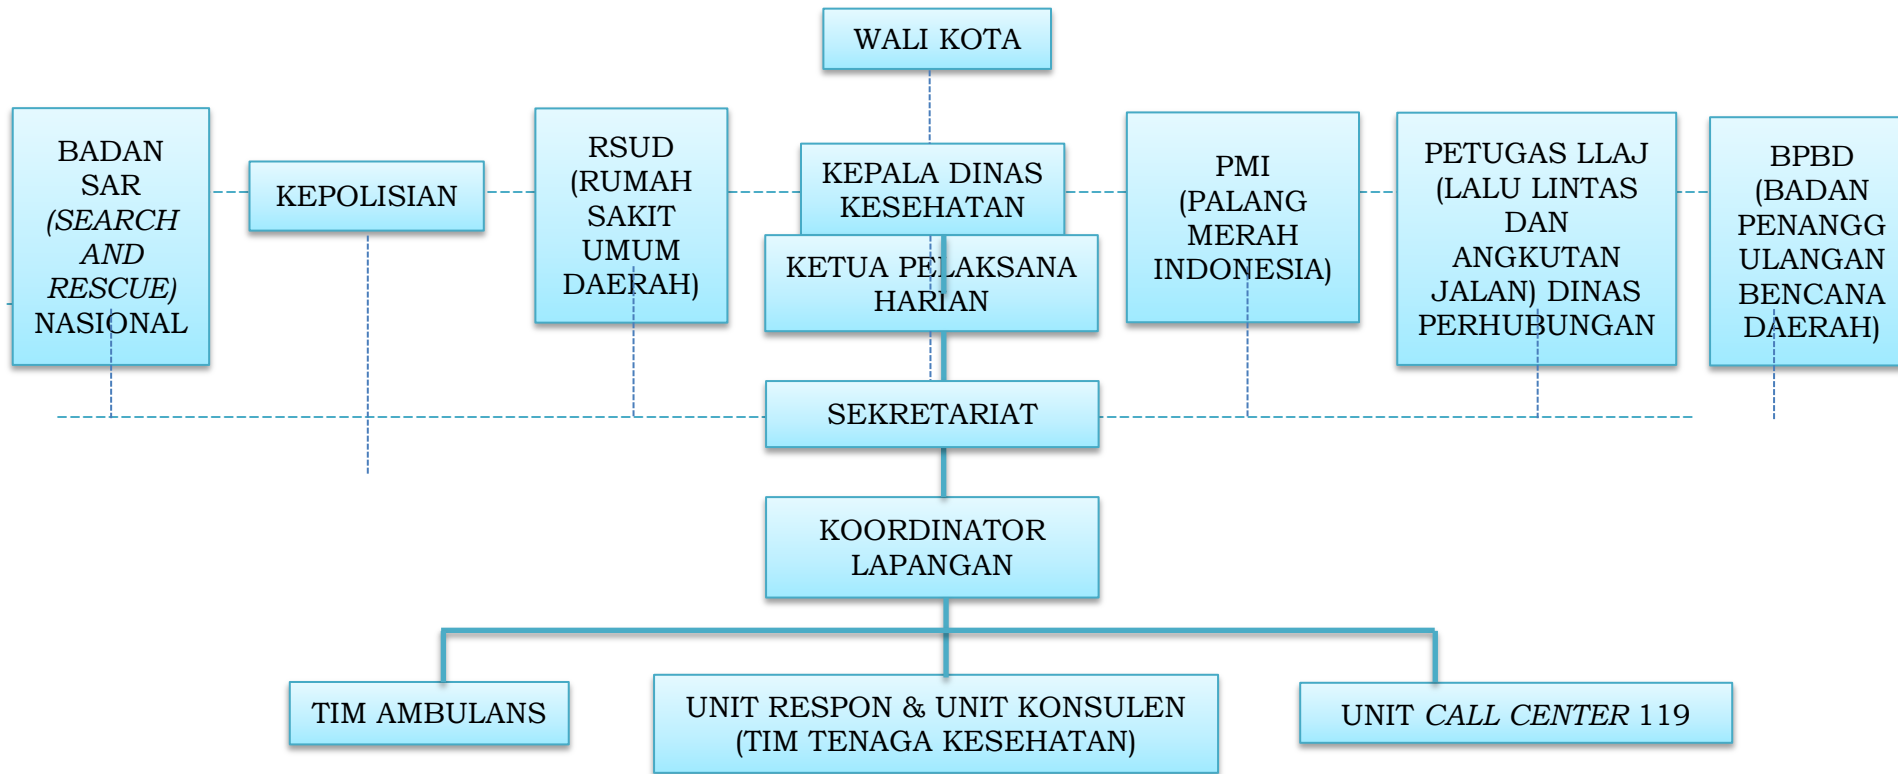 WALI KOTA
BADAN
SAR
(SEARCH
AND
RESCUE)
NASIONAL
KEPOLISIAN
RSUD
(RUMAH
SAKIT
UMUM
DAERAH)
KEPALA DINAS
KESEHATAN
KETUA PELAKSANA
HARIAN
PMI
(PALANG
MERAH
INDONESIA)
PETUGAS LLAJ
(LALU LINTAS
DAN
ANGKUTAN
JALAN) DINAS
PERHUBUNGAN
BPBD
(BADAN
PENANGG
ULANGAN
BENCANA
DAERAH)
SEKRETARIAT
KOORDINATOR
LAPANGAN
TIM AMBULANS
UNIT RESPON & UNIT KONSULEN
(TIM TENAGA KESEHATAN)
UNIT CALL CENTER 119